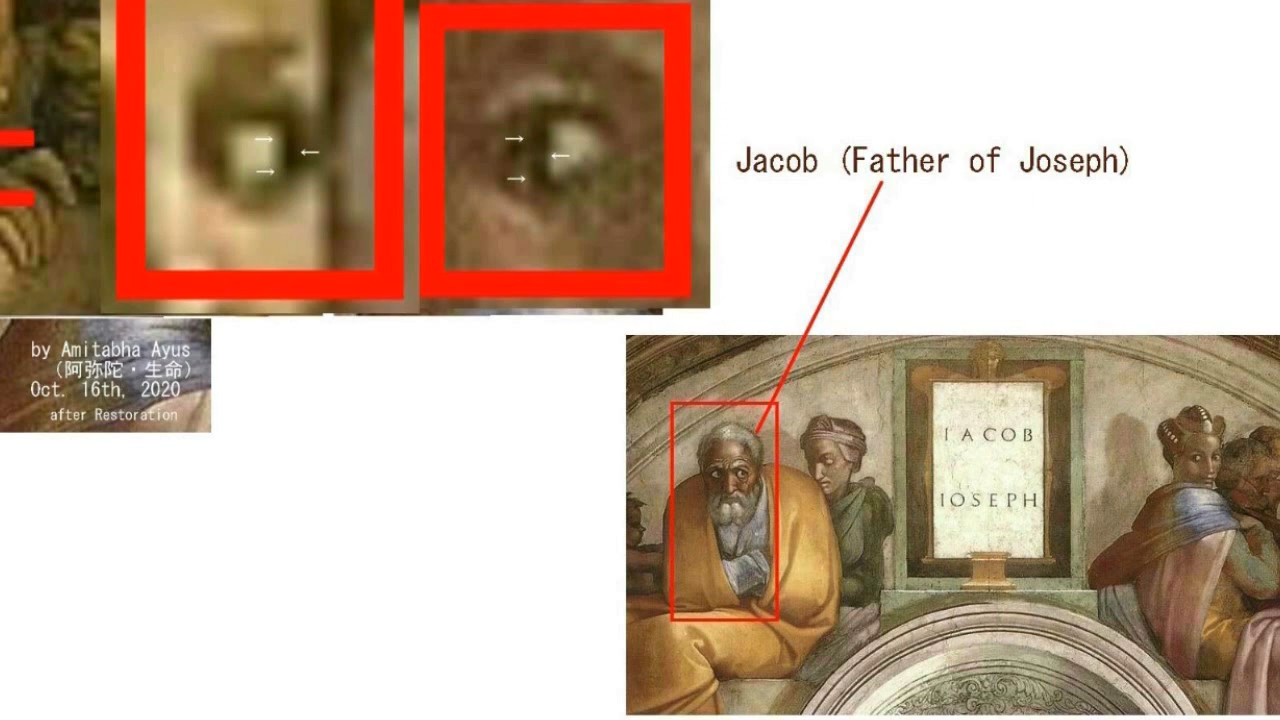 Jacob (Father of Joseph)
by Amitabha Ayus
(阿弥陀・生命)
Oct. 16th, 2020
after Restoration
IACOB
IOSEPH